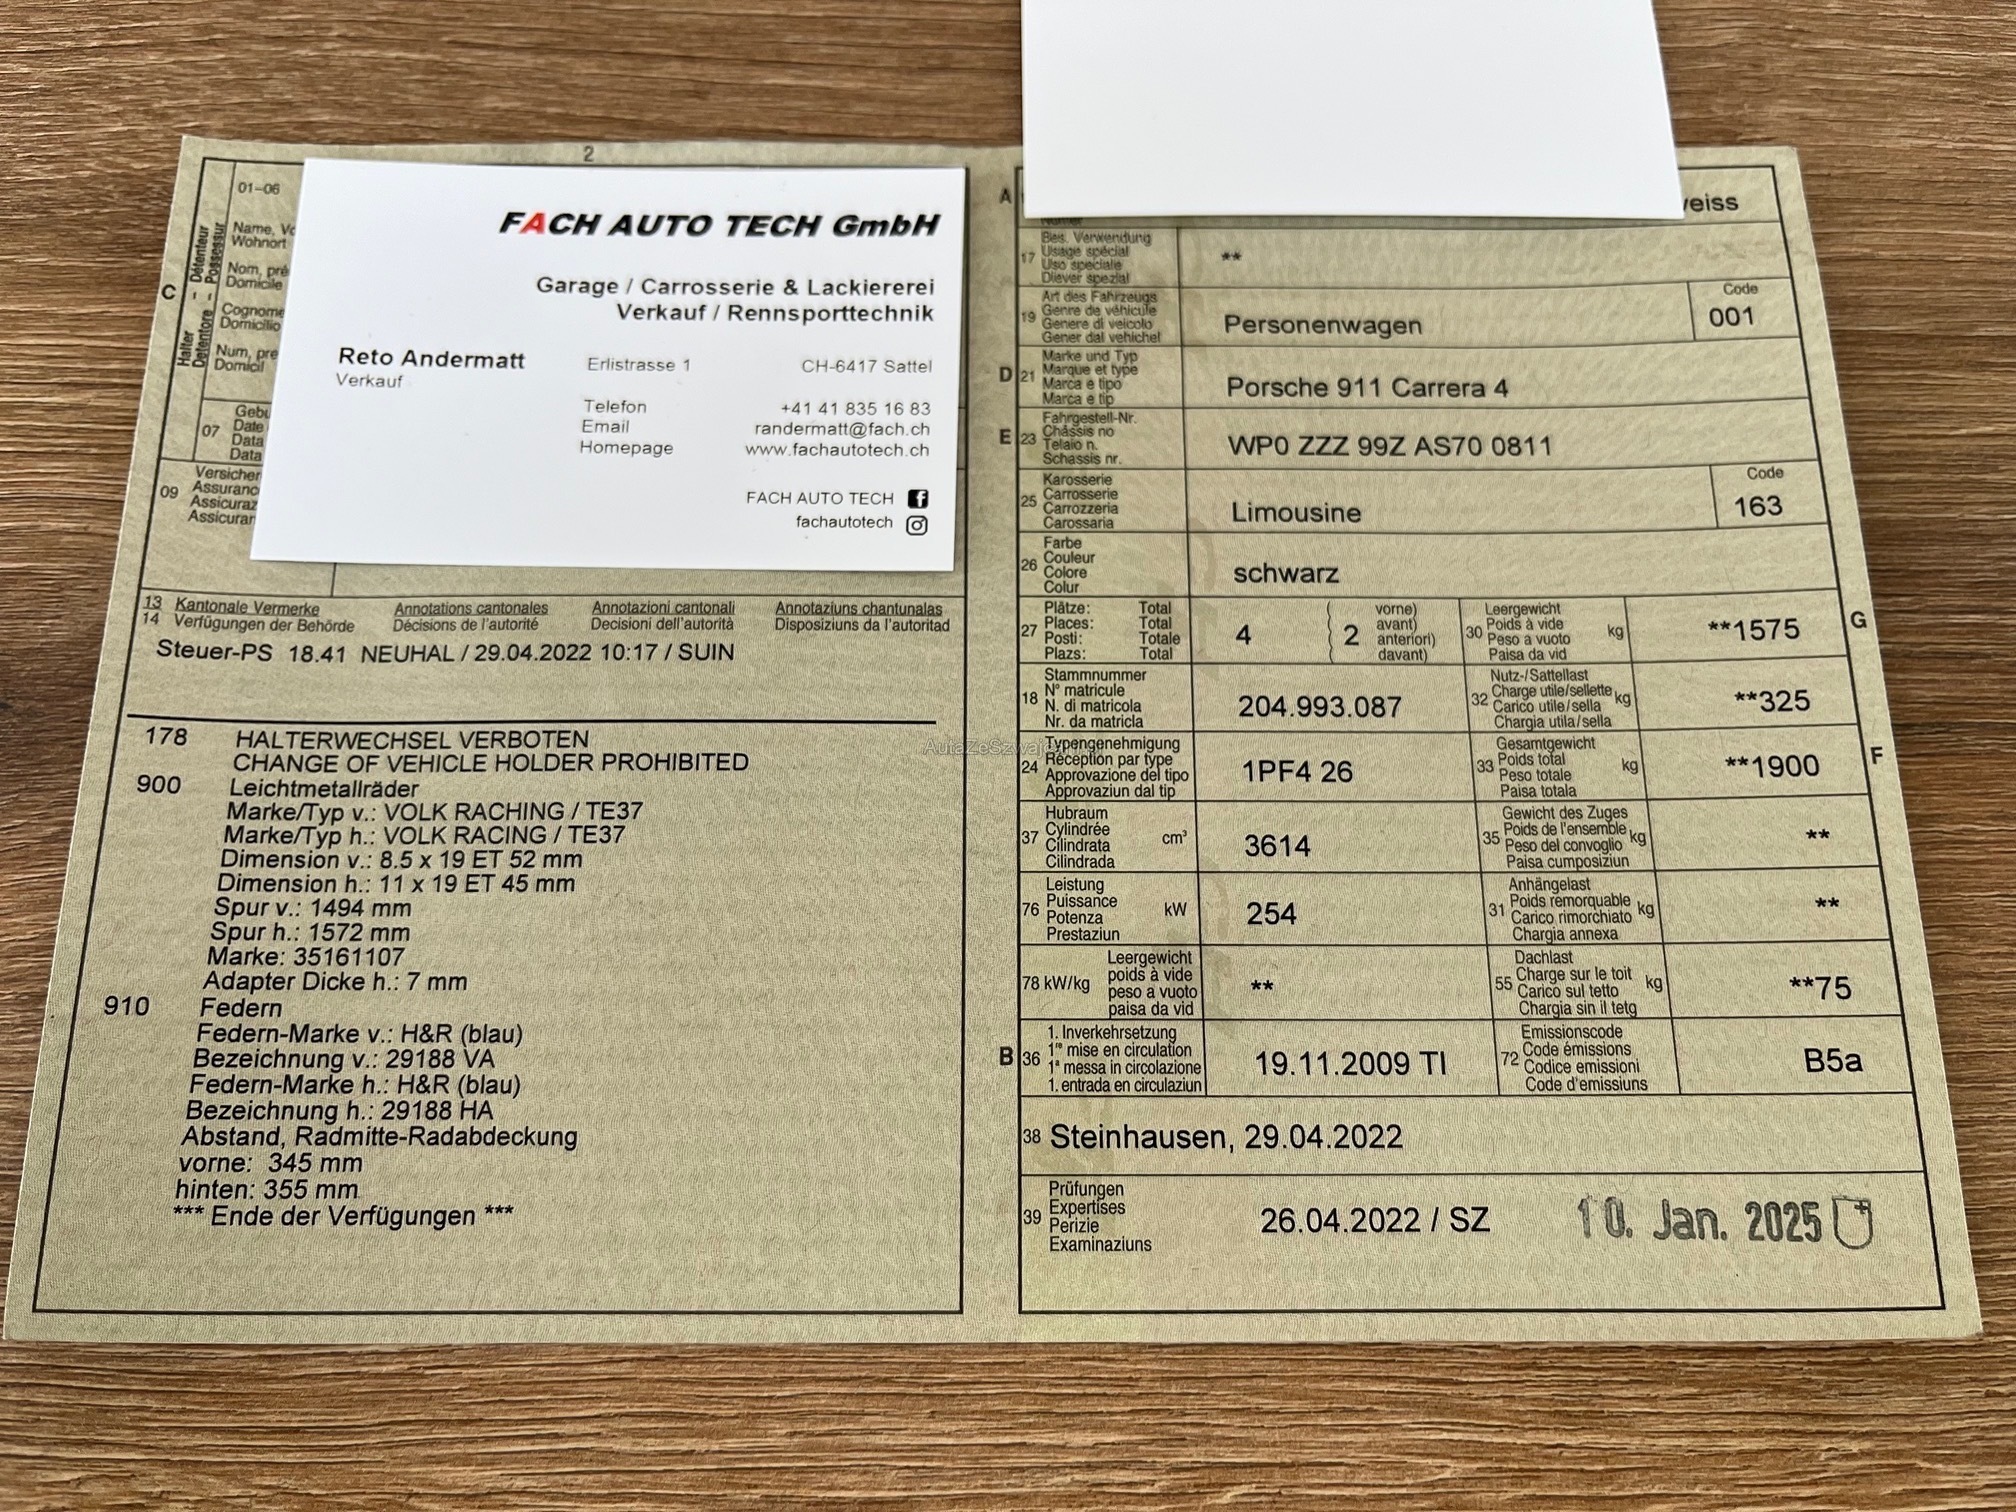 2
01-06
Halter - Détenteur
Detentore - Possessur
C
Name,
Wohnort
Nom,
Domicile
Cognome
Domicilio
Num,
Domicil
07
Date
Data
Data
09
FACH AUTO TECH GmbH
Garage / Carrosserie & Lackiererei
Verkauf / Rennsporttechnik
Reto Andermatt
Verkauf
Erlistrasse 1
CH-6417 Sattel
Telefon +41 41 835 16 83
Email randermatt@fach.ch
Homepage www.fachautotech.ch
FACH AUTO TECH
fachautotech
13 Kantonale Vermerke Annotations cantonales Annotazioni cantonali Annotaziuns chantunalas
14 Verfügungen der Behörde Décisions de l'autorité Decisioni dell'autorità Disposiziuns da l'autoritad
Steuer-PS 18.41 NEUHAL / 29.04.2022 10:17 / SUIN
178 HALTERWECHSEL VERBOTEN
CHANGE OF VEHICLE HOLDER PROHIBITED
900 Leichtmetallräder
Marke/Typ v.: VOLK RACHING / TE37
Marke/Typ h.: VOLK RACING / TE37
Dimension v.: 8.5 x 19 ET 52 mm
Dimension h.: 11 x 19 ET 45 mm
Spur v.: 1494 mm
Spur h.: 1572 mm
Marke: 35161107
Adapter Dicke h.: 7 mm
910 Federn
Federn-Marke v.: H&R (blau)
Bezeichnung v.: 29188 VA
Federn-Marke h.: H&R (blau)
Bezeichnung h.: 29188 HA
Abstand, Radmitte-Radabdeckung
vorne: 345 mm
hinten: 355 mm
*** Ende der Verfügungen ***
A
17 Bes. Verwendung
Usage spécial
Uso speciale
Diever spezial
**
19 Art des Fahrzeugs
Genre de véhicule
Genere di veicolo
Gener dal vehichel
Personenwagen
Code
001
D 21 Marke und Typ
Marque et type
Marca e tipo
Marca e tip
Porsche 911 Carrera 4
E 23 Fahrgestell-Nr.
Châssis no
Telaio n.
Schassis nr.
WP0 ZZZ 99Z AS70 0811
25 Karosserie
Carrosserie
Carrozzeria
Carossaria
Limousine
Code
163
26 Farbe
Couleur
Colore
Colur
schwarz
27 Plätze: Total
Places: Total
Posti: Totale
Plazs: Total
4
2
vorne)
avant)
anteriori)
davant)
30 Leergewicht
Poids à vide
Peso a vuoto
Paisa da vid
kg
**1575
G
18 Stammnummer
N° matricule
N. di matricola
Nr. da matricla
204.993.087
32 Nutz-/Sattellast
Charge utile/sellette
Carico utile/sella
Chargia utila/sella
kg
**325
24 Typengenehmigung
Réception par type
Approvazione del tipo
Approvaziun dal tip
1PF4 26
33 Gesamtgewicht
Poids total
Peso totale
Paisa totala
kg
**1900
F
37 Hubraum
Cylindrée
Cilindrata
Cilindrada
cm³
3614
35 Gewicht des Zuges
Poids de l'ensemble
Peso del convoglio
Paisa cumposiziun
kg
**
76 Leistung
Puissance
Potenza
Prestaziun
kW
254
31 Anhängelast
Poids remorquable
Carico rimorchiato
Chargia annexa
kg
**
78 kW/kg
Leergewicht
poids à vide
peso a vuoto
paisa da vid
**
55 Dachlast
Charge sur le toit
Carico sul tetto
Chargia sin il tetg
kg
**75
B 36 1. Inverkehrsetzung
1re mise en circulation
1a messa in circolazione
1. entrada en circulaziun
19.11.2009 TI
72 Emissionscode
Code émissions
Codice emissioni
Code d'emissiuns
B5a
38 Steinhausen, 29.04.2022
39 Prüfungen
Expertises
Perizie
Examinaziuns
26.04.2022 / SZ
10. Jan. 2025